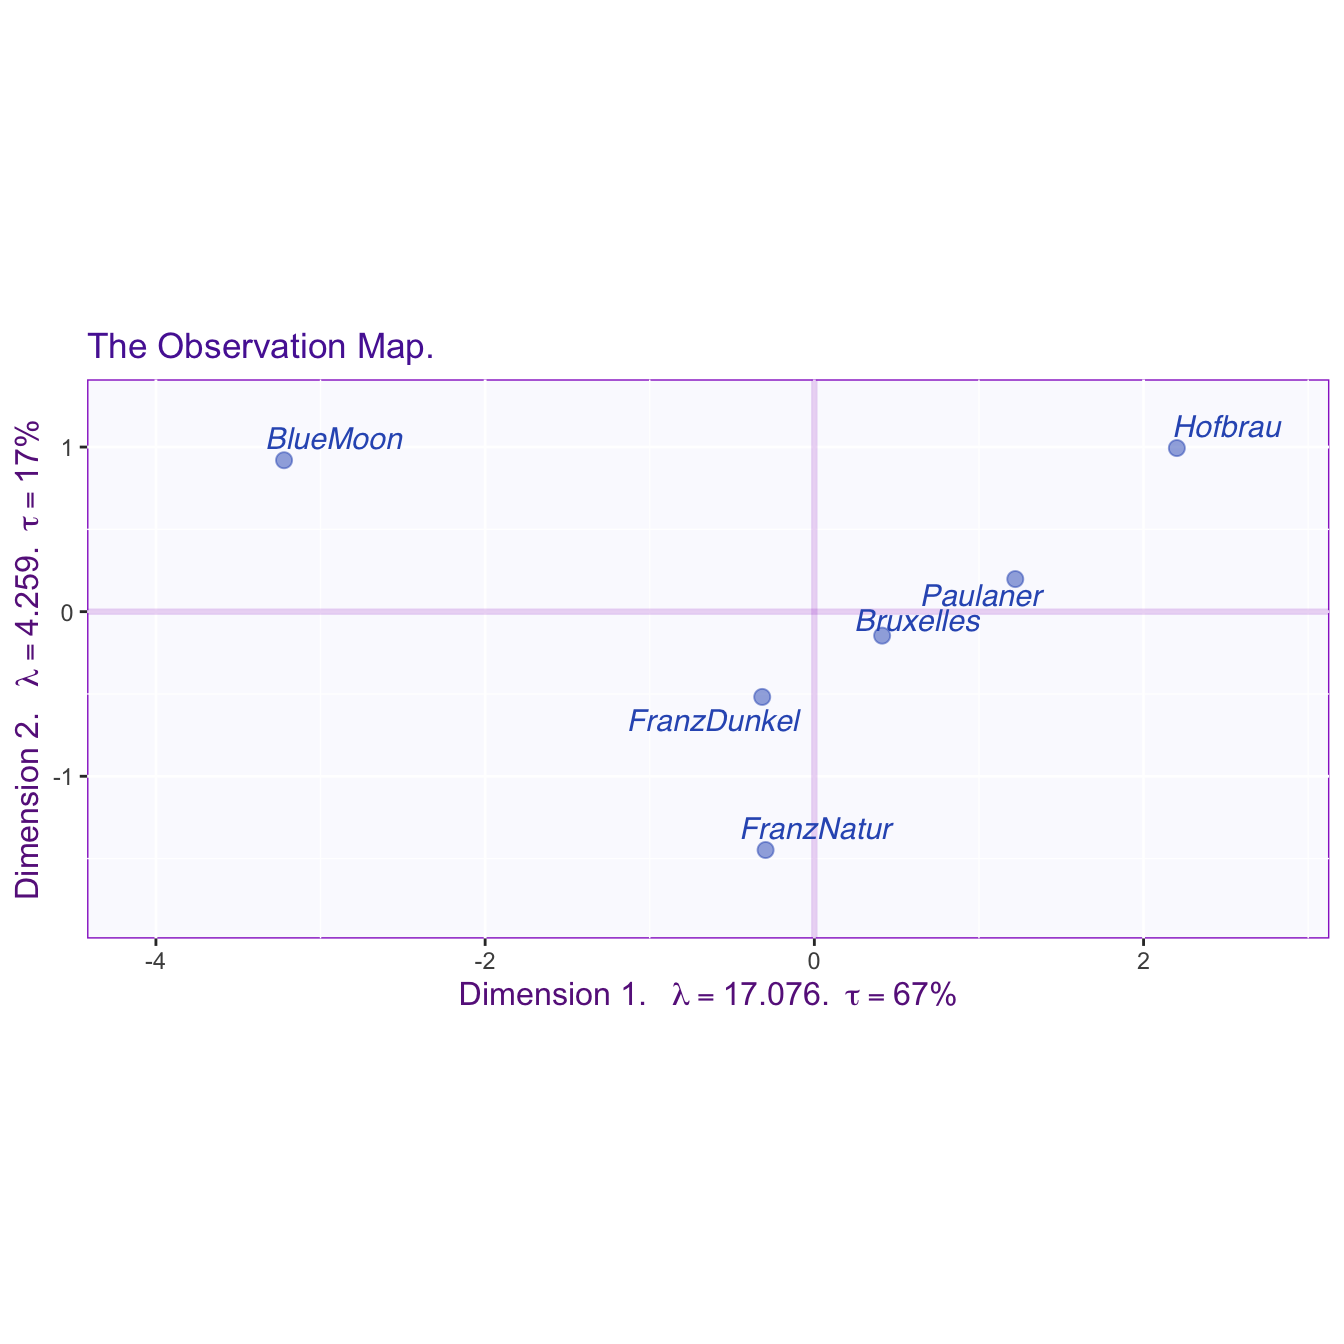 The Observation Map.
BlueMoon
Hofbrau
Paulaner
Bruxelles
FranzDunkel
FranzNatur
1
0
-1
Dimension 2. λ = 4.259. τ = 17%
-4 -2 0 2
Dimension 1. λ = 17.076. τ = 67%